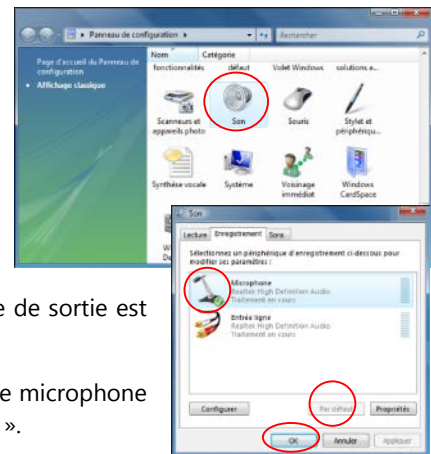 Panneau de configuration
Rechercher
Page d'accueil du Panneau de
configuration
Affichage classique
Nom Catégorie
fonctionnalités défaut Volet Windows solutions a...
Scanneurs et
appareils photo
Son
Souris
Stylet et
périphériqu...
Synthèse vocale
Système
Voisinage
immédiat
Windows
CardSpace
Son
Lecture Enregistrement Sons
Sélectionnez un périphérique d'enregistrement ci-dessous pour
modifier ses paramètres :
Microphone
Realtek High Definition Audio
Traitement en cours
Entrée ligne
Realtek High Definition Audio
Traitement en cours
Configurer Par défaut Propriétés
OK Annuler Appliquer
e de sortie est
e microphone
».